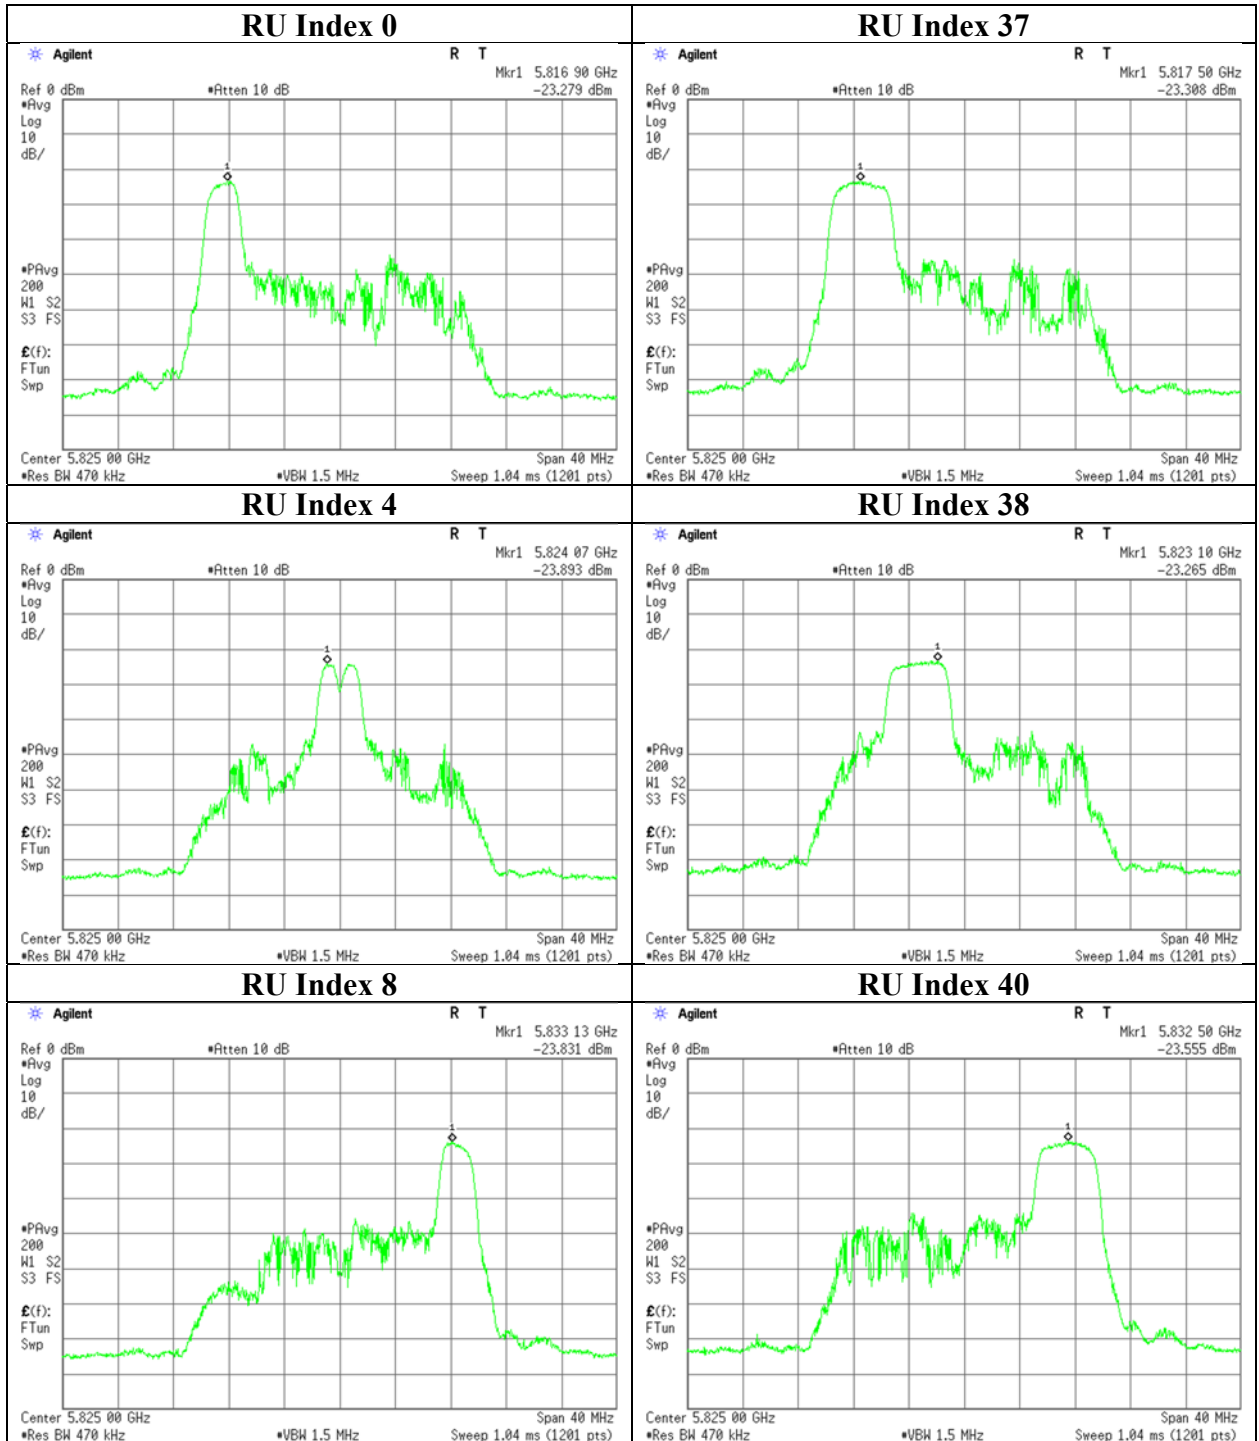 RU Index 0
Agilent
R T
Mkr1 5.816 90 GHz
Ref 0 dBm #Atten 10 dB -23.279 dBm
#Avg
Log
10
dB/
1
#PAvg
200
W1 S2
S3 FS
£(f):
FTun
Swp
Center 5.825 00 GHz Span 40 MHz
#Res BW 470 kHz #VBW 1.5 MHz Sweep 1.04 ms (1201 pts)
RU Index 37
Agilent
R T
Mkr1 5.817 50 GHz
Ref 0 dBm #Atten 10 dB -23.308 dBm
#Avg
Log
10
dB/
1
#PAvg
200
W1 S2
S3 FS
£(f):
FTun
Swp
Center 5.825 00 GHz Span 40 MHz
#Res BW 470 kHz #VBW 1.5 MHz Sweep 1.04 ms (1201 pts)
RU Index 4
Agilent
R T
Mkr1 5.824 07 GHz
Ref 0 dBm #Atten 10 dB -23.893 dBm
#Avg
Log
10
dB/
1
#PAvg
200
W1 S2
S3 FS
£(f):
FTun
Swp
Center 5.825 00 GHz Span 40 MHz
#Res BW 470 kHz #VBW 1.5 MHz Sweep 1.04 ms (1201 pts)
RU Index 38
Agilent
R T
Mkr1 5.823 10 GHz
Ref 0 dBm #Atten 10 dB -23.265 dBm
#Avg
Log
10
dB/
1
#PAvg
200
W1 S2
S3 FS
£(f):
FTun
Swp
Center 5.825 00 GHz Span 40 MHz
#Res BW 470 kHz #VBW 1.5 MHz Sweep 1.04 ms (1201 pts)
RU Index 8
Agilent
R T
Mkr1 5.833 13 GHz
Ref 0 dBm #Atten 10 dB -23.831 dBm
#Avg
Log
10
dB/
1
#PAvg
200
W1 S2
S3 FS
£(f):
FTun
Swp
Center 5.825 00 GHz Span 40 MHz
#Res BW 470 kHz #VBW 1.5 MHz Sweep 1.04 ms (1201 pts)
RU Index 40
Agilent
R T
Mkr1 5.832 50 GHz
Ref 0 dBm #Atten 10 dB -23.555 dBm
#Avg
Log
10
dB/
1
#PAvg
200
W1 S2
S3 FS
£(f):
FTun
Swp
Center 5.825 00 GHz Span 40 MHz
#Res BW 470 kHz #VBW 1.5 MHz Sweep 1.04 ms (1201 pts)